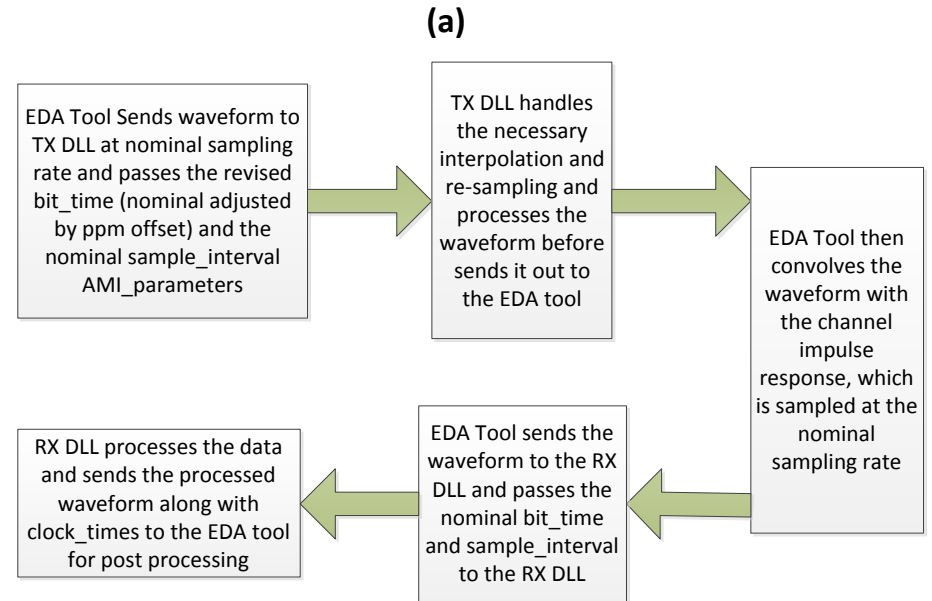 (a)
EDA Tool Sends waveform to
TX DLL at nominal sampling
rate and passes the revised
bit_time (nominal adjusted
by ppm offset) and the
nominal sample_interval
AMI_parameters
TX DLL handles
the necessary
interpolation and
re-sampling and
processes the
waveform before
sends it out to
the EDA tool
EDA Tool then
convolves the
waveform with
the channel
impulse
response, which
is sampled at the
nominal
sampling rate
EDA Tool sends the
waveform to the RX
DLL and passes the
nominal bit_time
and sample_interval
to the RX DLL
RX DLL processes the data
and sends the processed
waveform along with
clock_times to the EDA tool
for post processing